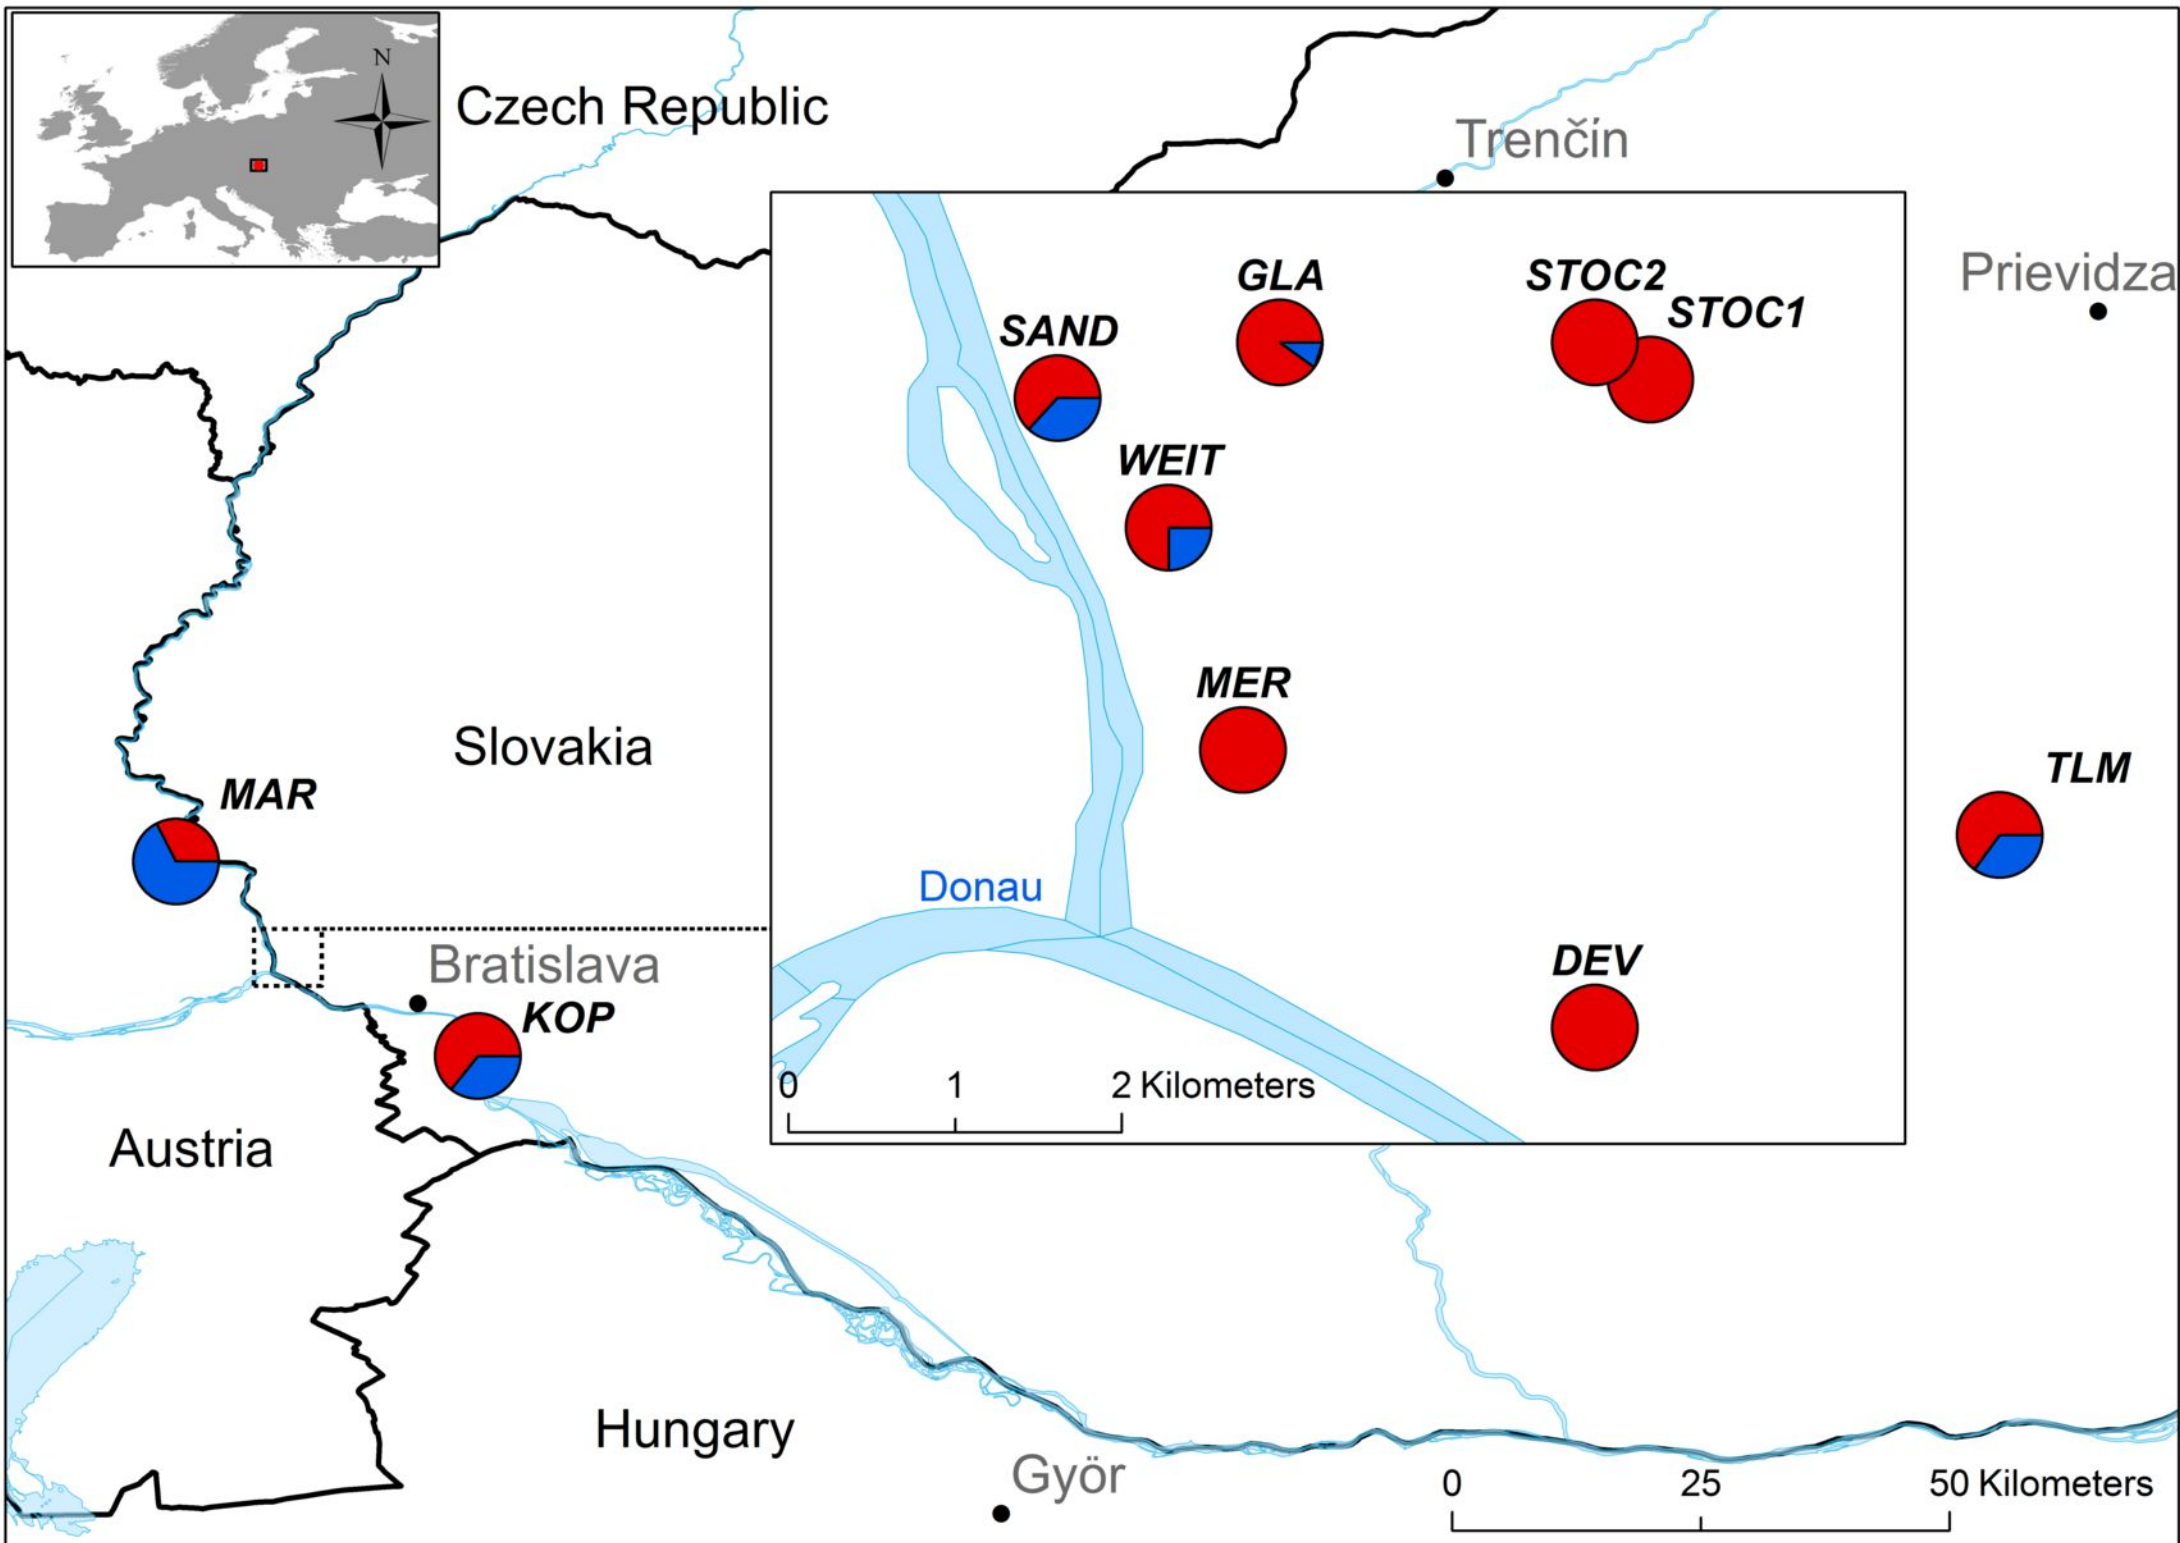 N
Czech Republic
Trenčín
Prievidza
GLA
STOC2
STOC1
SAND
WEIT
MER
Slovakia
TLM
MAR
Donau
Bratislava
DEV
KOP
0 1 2 Kilometers
Austria
Hungary
Györ
0 25 50 Kilometers